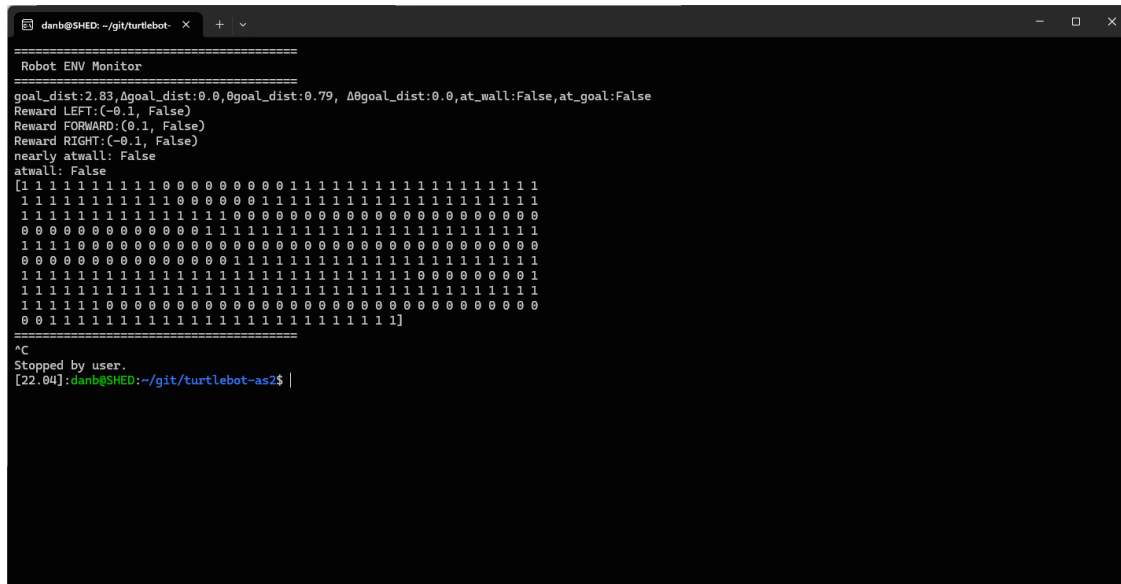 danb@SHED: ~/git/turtlebot-
========================================
Robot ENV Monitor
========================================
goal_dist:2.83,Δgoal_dist:0.0,θgoal_dist:0.79, Δθgoal_dist:0.0,at_wall:False,at_goal:False
Reward LEFT:(-0.1, False)
Reward FORWARD:(0.1, False)
Reward RIGHT:(-0.1, False)
nearly atwall: False
atwall: False
[1 1 1 1 1 1 1 1 1 1 0 0 0 0 0 0 0 0 0 1 1 1 1 1 1 1 1 1 1 1 1 1 1 1 1 1 1
1 1 1 1 1 1 1 1 1 1 1 0 0 0 0 0 0 1 1 1 1 1 1 1 1 1 1 1 1 1 1 1 1 1 1 1 1
1 1 1 1 1 1 1 1 1 1 1 1 1 1 1 0 0 0 0 0 0 0 0 0 0 0 0 0 0 0 0 0 0 0 0 0 0
0 0 0 0 0 0 0 0 0 0 0 0 0 1 1 1 1 1 1 1 1 1 1 1 1 1 1 1 1 1 1 1 1 1 1 1 1
1 1 1 1 0 0 0 0 0 0 0 0 0 0 0 0 0 0 0 0 0 0 0 0 0 0 0 0 0 0 0 0 0 0 0 0 0
0 0 0 0 0 0 0 0 0 0 0 0 0 0 0 1 1 1 1 1 1 1 1 1 1 1 1 1 1 1 1 1 1 1 1 1 1
1 1 1 1 1 1 1 1 1 1 1 1 1 1 1 1 1 1 1 1 1 1 1 1 1 1 1 1 0 0 0 0 0 0 0 0 1
1 1 1 1 1 1 1 1 1 1 1 1 1 1 1 1 1 1 1 1 1 1 1 1 1 1 1 1 1 1 1 1 1 1 1 1 1
1 1 1 1 1 1 0 0 0 0 0 0 0 0 0 0 0 0 0 0 0 0 0 0 0 0 0 0 0 0 0 0 0 0 0 0 0
0 0 1 1 1 1 1 1 1 1 1 1 1 1 1 1 1 1 1 1 1 1 1 1 1 1 1]
========================================
^C
Stopped by user.
[22.04]:danb@SHED:~/git/turtlebot-as2$